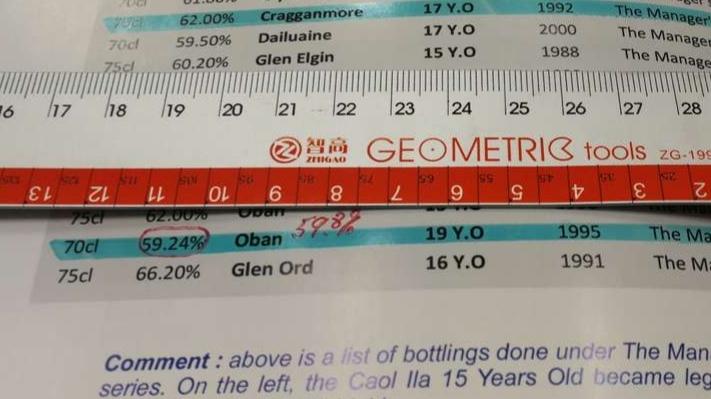 70cl 62.00% Cragganmore 17 Y.O 1992 The Manager'
70cl 59.50% Dailuaine 17 Y.O 2000 The Manager
75cl 60.20% Glen Elgin 15 Y.O 1988 The Manage
16 17 18 19 20 21 22 23 24 25 26 27 28
智高 ZHIGAO GEOMETRIC tools ZG-199
13 12 11 10 9 8 7 6 5 4 3 2
75cl 62.00% Oban
70cl 59.24% Oban 59.8% 19 Y.O 1995 The Ma
75cl 66.20% Glen Ord 16 Y.O 1991 The M
Comment : above is a list of bottlings done under The Man
series. On the left, the Caol Ila 15 Years Old became leg